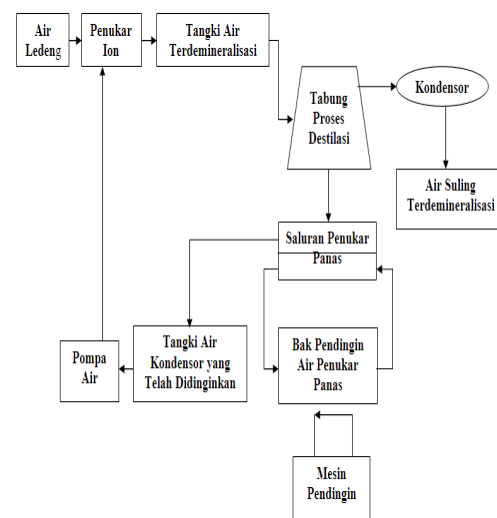 Air
Ledeng
Penukar
Ion
Tangki Air
Terdemineralisasi
Tabung
Proses
Destilasi
Kondensor
Air Suling
Terdemineralisasi
Saluran Penukar
Panas
Pompa
Air
Tangki Air
Kondensor yang
Telah Didinginkan
Bak Pendingin
Air Penukar
Panas
Mesin
Pendingin